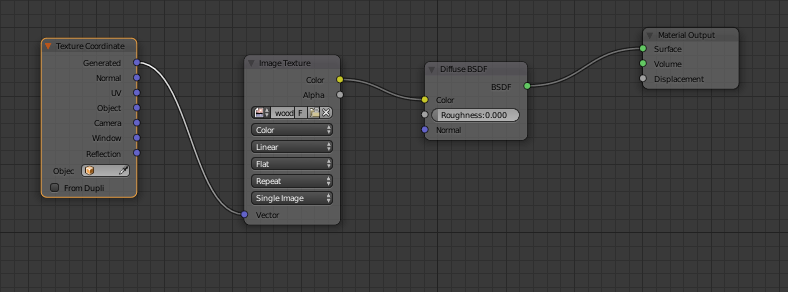 Texture Coordinate
Generated
Normal
UV
Object
Camera
Window
Reflection
Objec
From Dupli
Image Texture
Color
Alpha
wood F
Color
Linear
Flat
Repeat
Single Image
Vector
Diffuse BSDF
BSDF
Color
Roughness:0.000
Normal
Material Output
Surface
Volume
Displacement